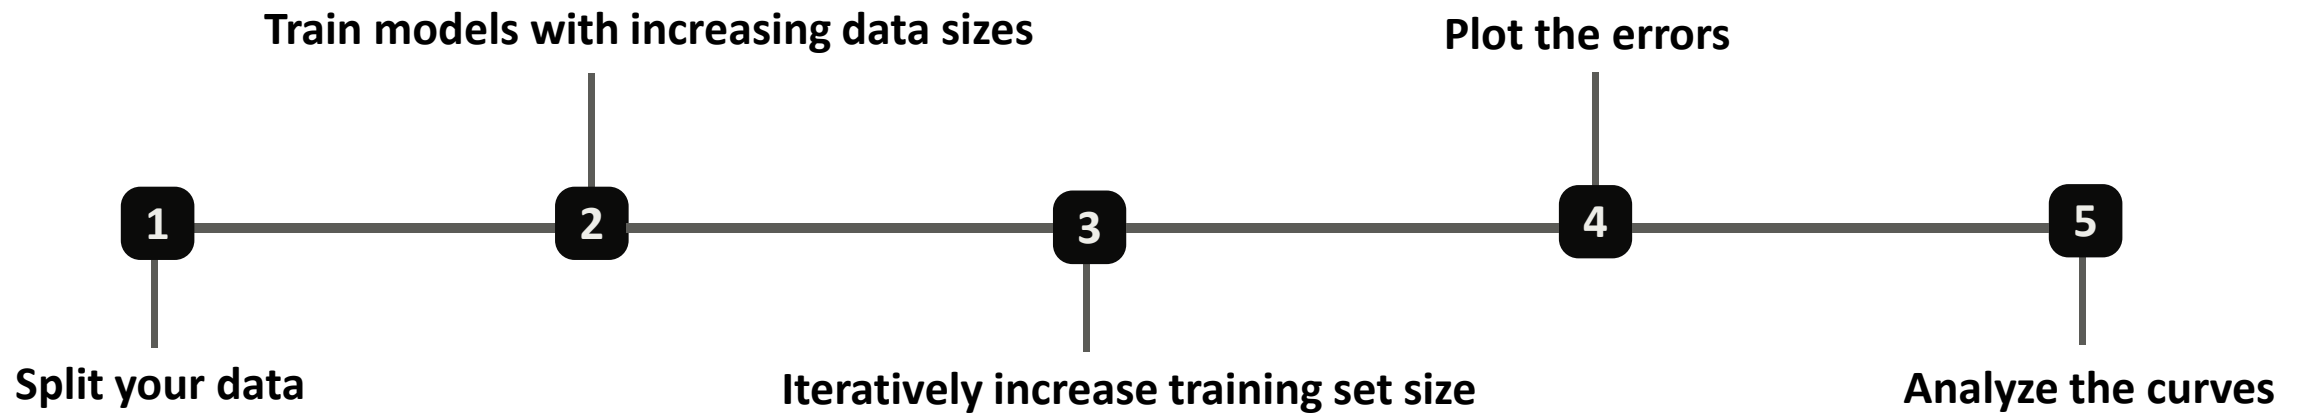 Train models with increasing data sizes
Plot the errors
1
2
3
4
5
Split your data
Iteratively increase training set size
Analyze the curves